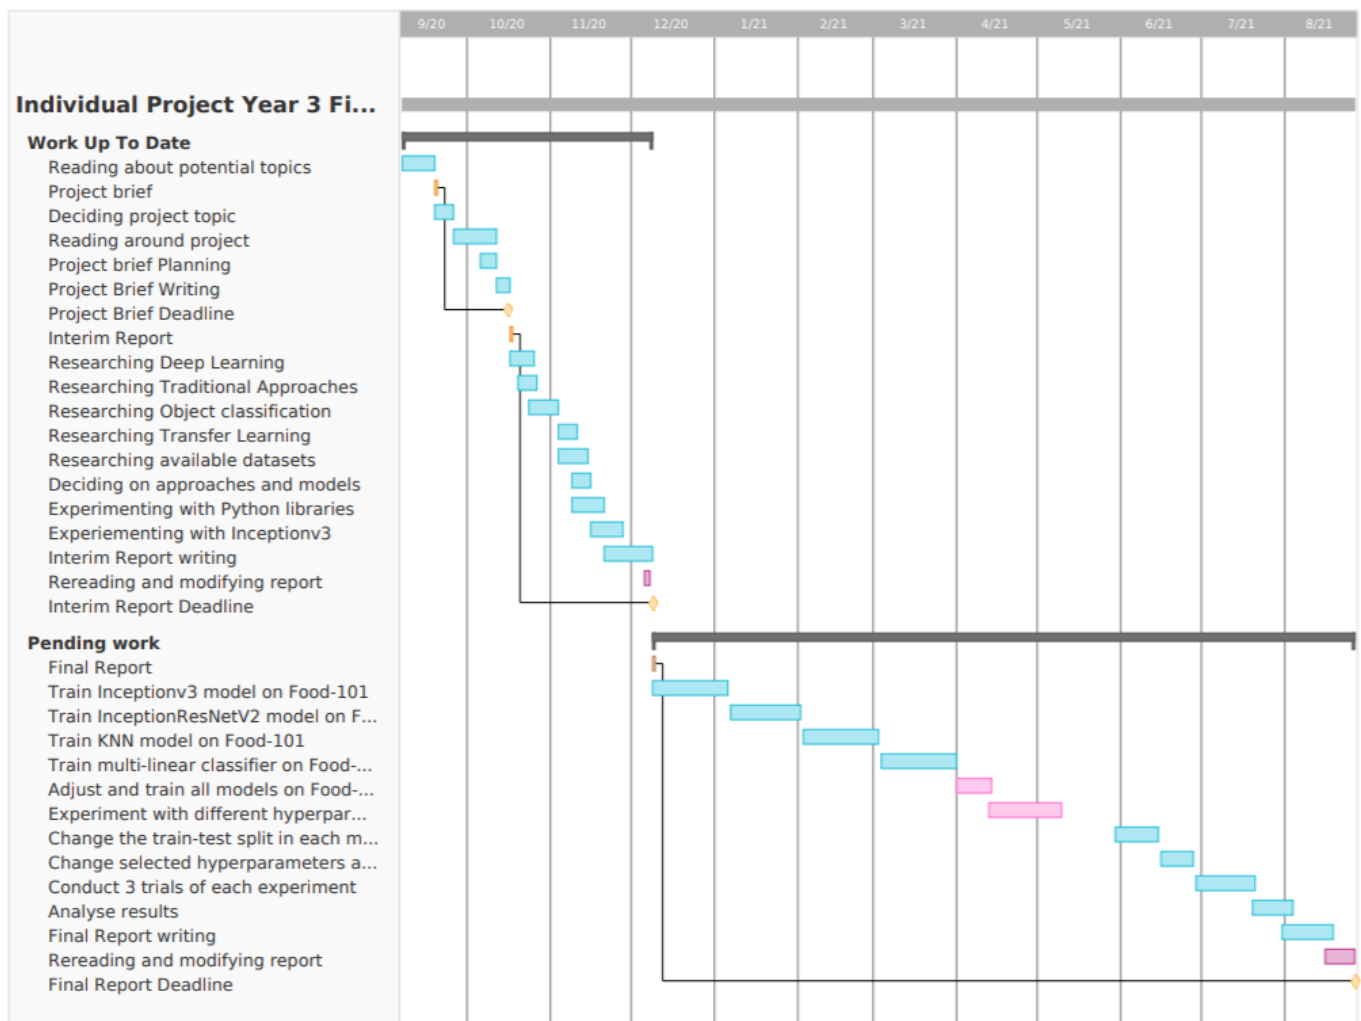 9/20 10/20 11/20 12/20 1/21 2/21 3/21 4/21 5/21 6/21 7/21 8/21
Individual Project Year 3 Fi...
Work Up To Date
Reading about potential topics
Project brief
Deciding project topic
Reading around project
Project brief Planning
Project Brief Writing
Project Brief Deadline
Interim Report
Researching Deep Learning
Researching Traditional Approaches
Researching Object classification
Researching Transfer Learning
Researching available datasets
Deciding on approaches and models
Experimenting with Python libraries
Experiementing with Inceptionv3
Interim Report writing
Rereading and modifying report
Interim Report Deadline
Pending work
Final Report
Train Inceptionv3 model on Food-101
Train InceptionResNetV2 model on F...
Train KNN model on Food-101
Train multi-linear classifier on Food-...
Adjust and train all models on Food-...
Experiment with different hyperpar...
Change the train-test split in each m...
Change selected hyperparameters a...
Conduct 3 trials of each experiment
Analyse results
Final Report writing
Rereading and modifying report
Final Report Deadline